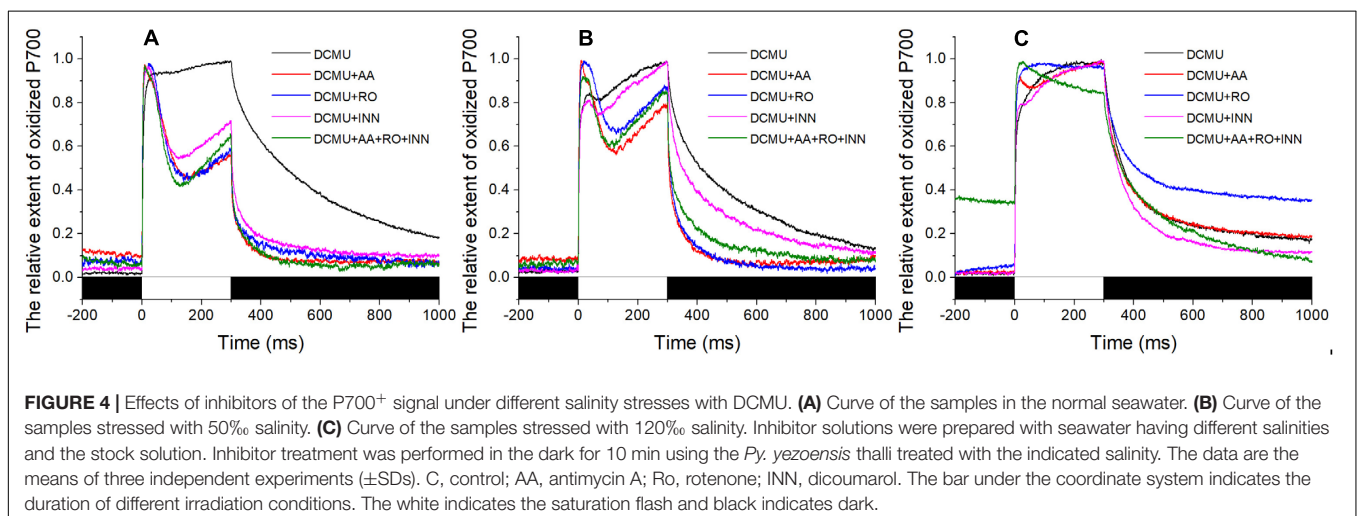 The relative extent of oxidized P700
1.0
0.8
0.6
0.4
0.2
0.0
A
DCMU
DCMU+AA
DCMU+RO
DCMU+INN
DCMU+AA+RO+INN
-200 0 200 400 600 800 1000
Time (ms)
The relative extent of oxidized P700
1.0
0.8
0.6
0.4
0.2
0.0
B
DCMU
DCMU+AA
DCMU+RO
DCMU+INN
DCMU+AA+RO+INN
-200 0 200 400 600 800 1000
Time (ms)
The relative extent of oxidized P700
1.0
0.8
0.6
0.4
0.2
0.0
C
DCMU
DCMU+AA
DCMU+RO
DCMU+INN
DCMU+AA+RO+INN
-200 0 200 400 600 800 1000
Time (ms)
FIGURE 4 | Effects of inhibitors of the P700⁺ signal under different salinity stresses with DCMU. (A) Curve of the samples in the normal seawater. (B) Curve of the
samples stressed with 50‰ salinity. (C) Curve of the samples stressed with 120‰ salinity. Inhibitor solutions were prepared with seawater having different salinities
and the stock solution. Inhibitor treatment was performed in the dark for 10 min using the Py. yezoensis thalli treated with the indicated salinity. The data are the
means of three independent experiments (±SDs). C, control; AA, antimycin A; Ro, rotenone; INN, dicoumarol. The bar under the coordinate system indicates the
duration of different irradiation conditions. The white indicates the saturation flash and black indicates dark.